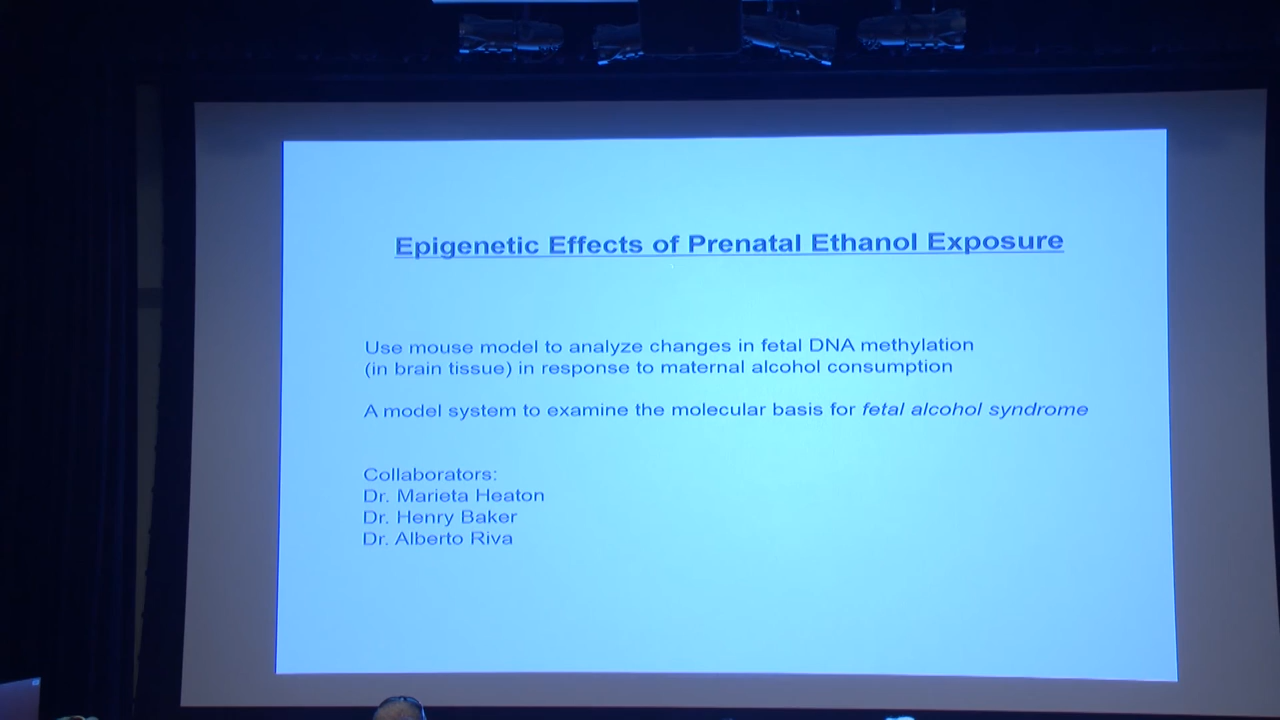 Epigenetic Effects of Prenatal Ethanol Exposure
Use mouse model to analyze changes in fetal DNA methylation
(in brain tissue) in response to maternal alcohol consumption
A model system to examine the molecular basis for fetal alcohol syndrome
Collaborators:
Dr. Marieta Heaton
Dr. Henry Baker
Dr. Alberto Riva